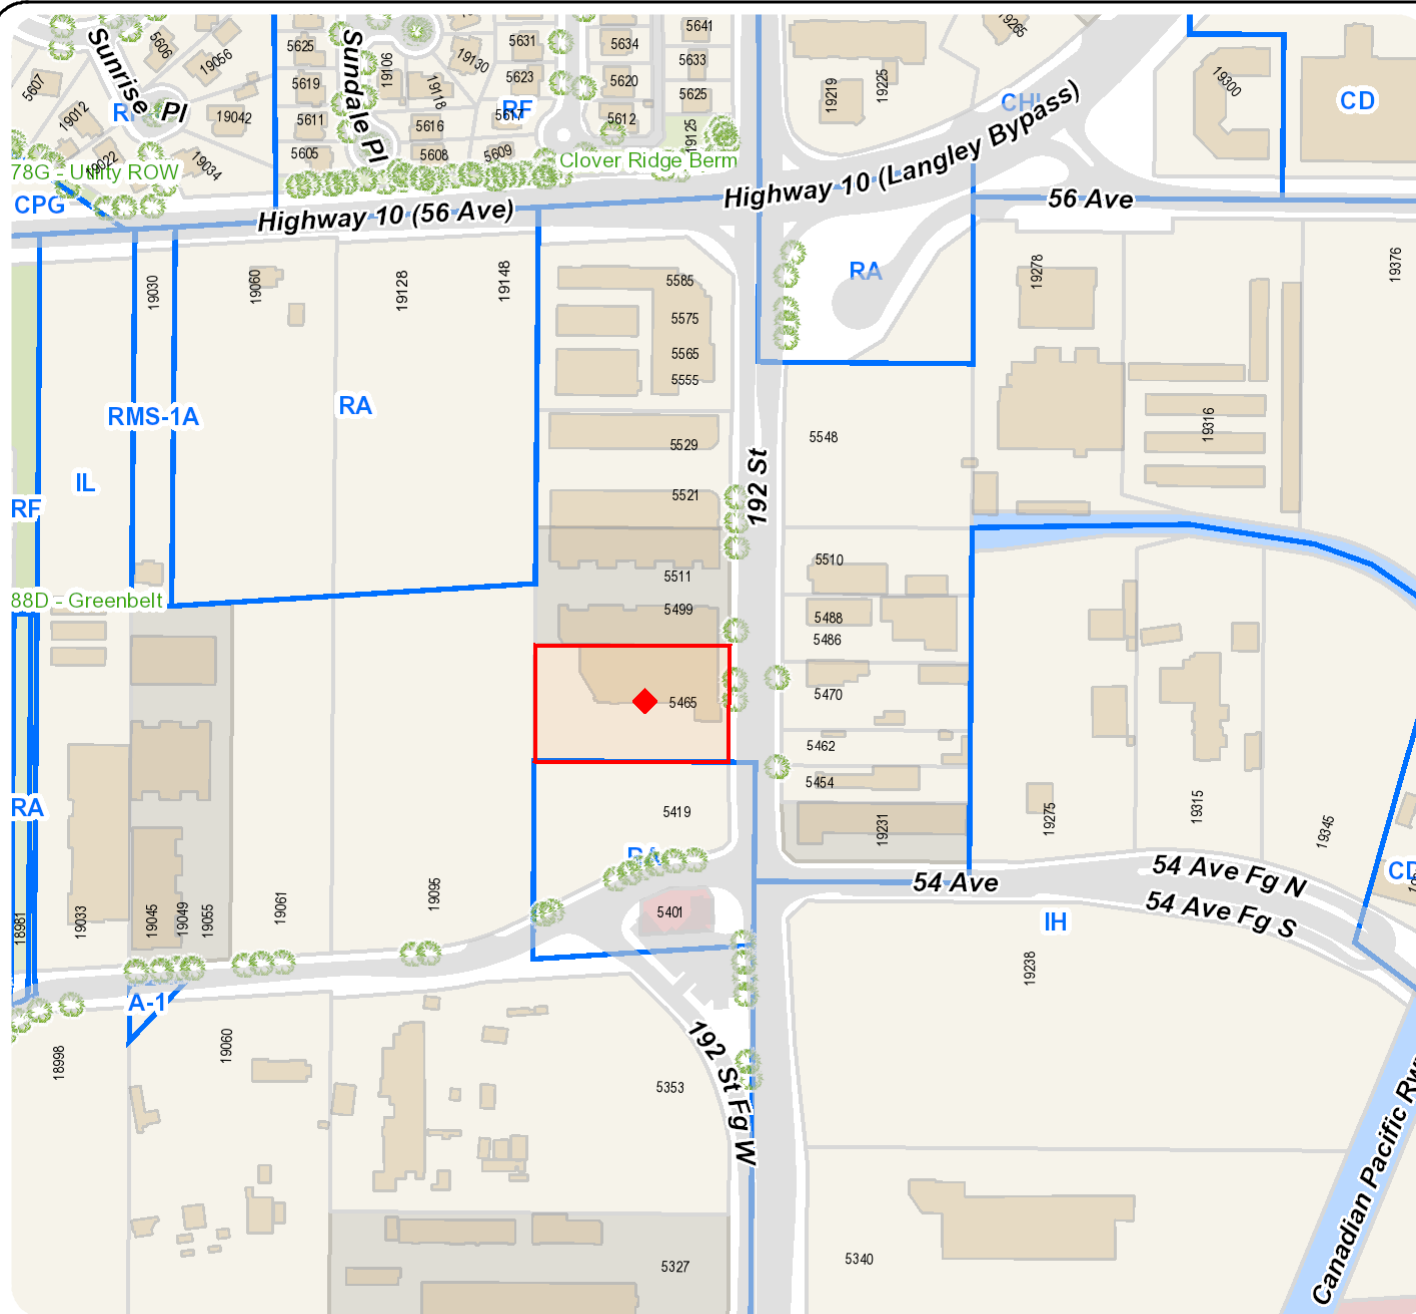 Sunrise Pl
5606
19056
5607
19012
19042
19022
19034
78G - Utility ROW
CPG
5625
5619
5611
5605
Sundale Pl
19106
19118
19130
5616
5608
5631
5623
5617
5609
RF
5634
5620
5612
5641
5633
5625
19125
Clover Ridge Berm
19219
19225
19265
19300
CD
Highway 10 (Langley Bypass)
Highway 10 (56 Ave)
56 Ave
19030
19060
19128
19148
RA
RMS-1A
IL
RF
88D - Greenbelt
5585
5575
5565
5555
5529
5521
5511
5499
5465
5419
5401
192 St
RA
5548
5510
5488
5486
5470
5462
5454
19231
19278
19316
19376
19275
19315
19345
RA
18981
19033
19045
19049
19055
19061
19095
54 Ave
54 Ave Fg N
54 Ave Fg S
CD
IH
19238
A-1
18998
19060
192 St Fg W
5353
5327
5340
Canadian Pacific